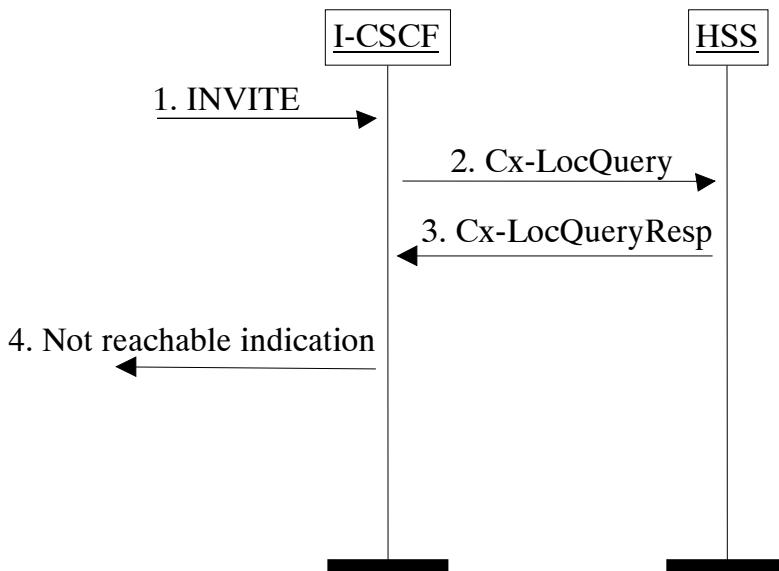 I-CSCF
HSS
1. INVITE
2. Cx-LocQuery
3. Cx-LocQueryResp
4. Not reachable indication